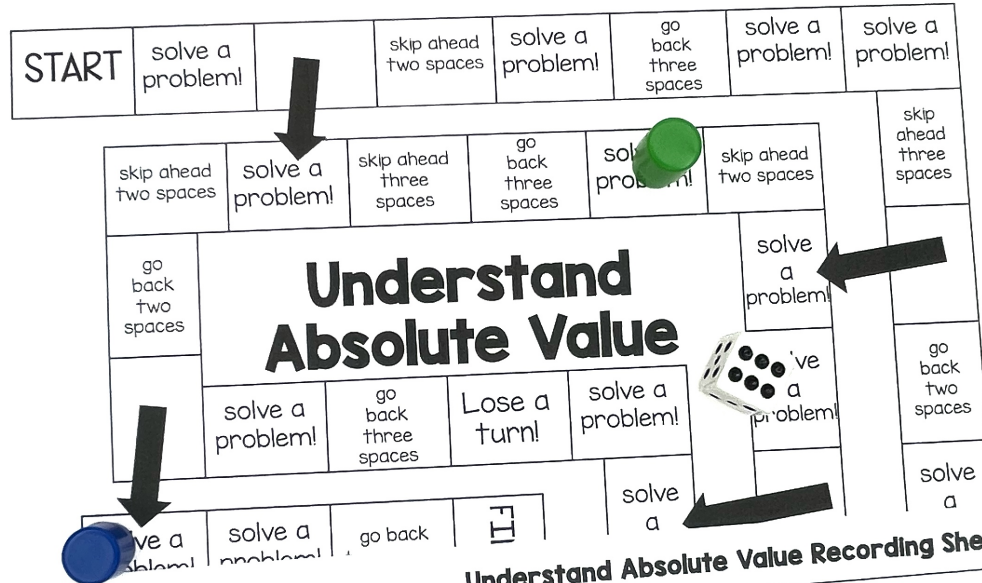 START
solve a
problem!
skip ahead
two spaces
solve a
problem!
go
back
three
spaces
solve a
problem!
solve a
problem!
skip
ahead
three
spaces
skip ahead
two spaces
solve a
problem!
skip ahead
three
spaces
go
back
three
spaces
skip ahead
two spaces
go
back
two
spaces
Understand
Absolute Value
solve
a
problem!
a
go
back
two
spaces
solve a
problem!
go
back
three
spaces
Lose a
turn!
solve a
problem!
solve
a
solve
a
a
solve a
go back
Understand Absolute Value Recording